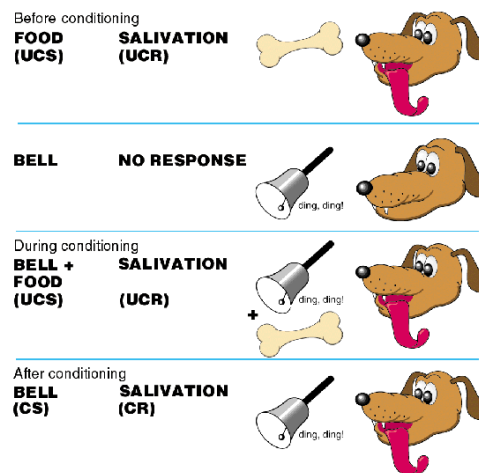 Before conditioning
FOOD SALIVATION
(UCS) (UCR)
BELL NO RESPONSE
ding, ding!
During conditioning
BELL + SALIVATION
FOOD
(UCS) (UCR)
ding, ding!
+
After conditioning
BELL SALIVATION
(CS) (CR)
ding, ding!